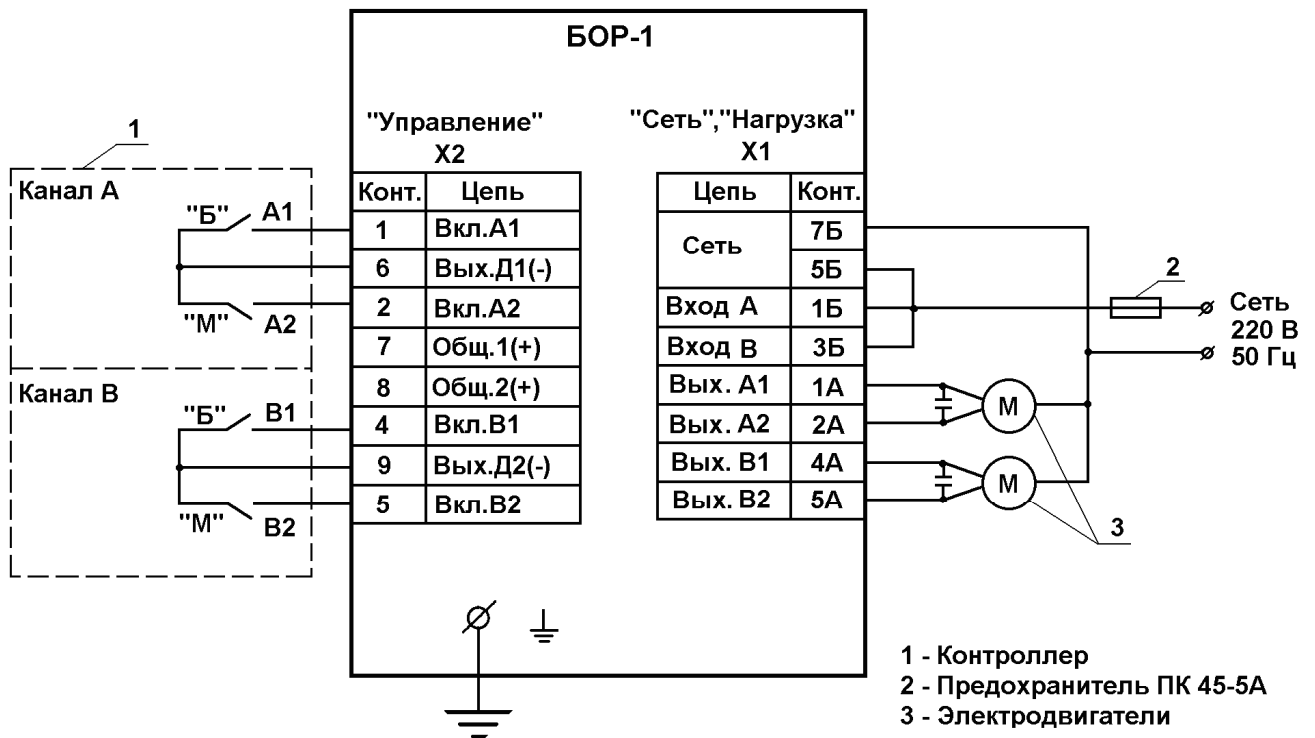 БОР-1
"Управление"
X2
"Сеть","Нагрузка"
X1
1
Канал А
"Б" А1
"М" А2
Канал В
"Б" В1
"М" В2
Конт. Цепь
1 Вкл.А1
6 Вых.Д1(-)
2 Вкл.А2
7 Общ.1(+)
8 Общ.2(+)
4 Вкл.В1
9 Вых.Д2(-)
5 Вкл.В2
Цепь Конт.
Сеть 7Б
5Б
Вход А 1Б
Вход В 3Б
Вых. А1 1А
Вых. А2 2А
Вых. В1 4А
Вых. В2 5А
М
М
2
Сеть
220 В
50 Гц
3
1 - Контроллер
2 - Предохранитель ПК 45-5А
3 - Электродвигатели